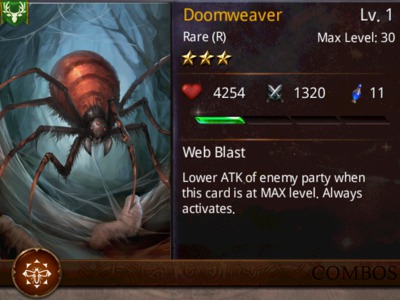 Doomweaver Lv. 1
Rare (R) Max Level: 30
4254 1320 11
Web Blast
Lower ATK of enemy party when
this card is at MAX level. Always
activates.
COMBOS